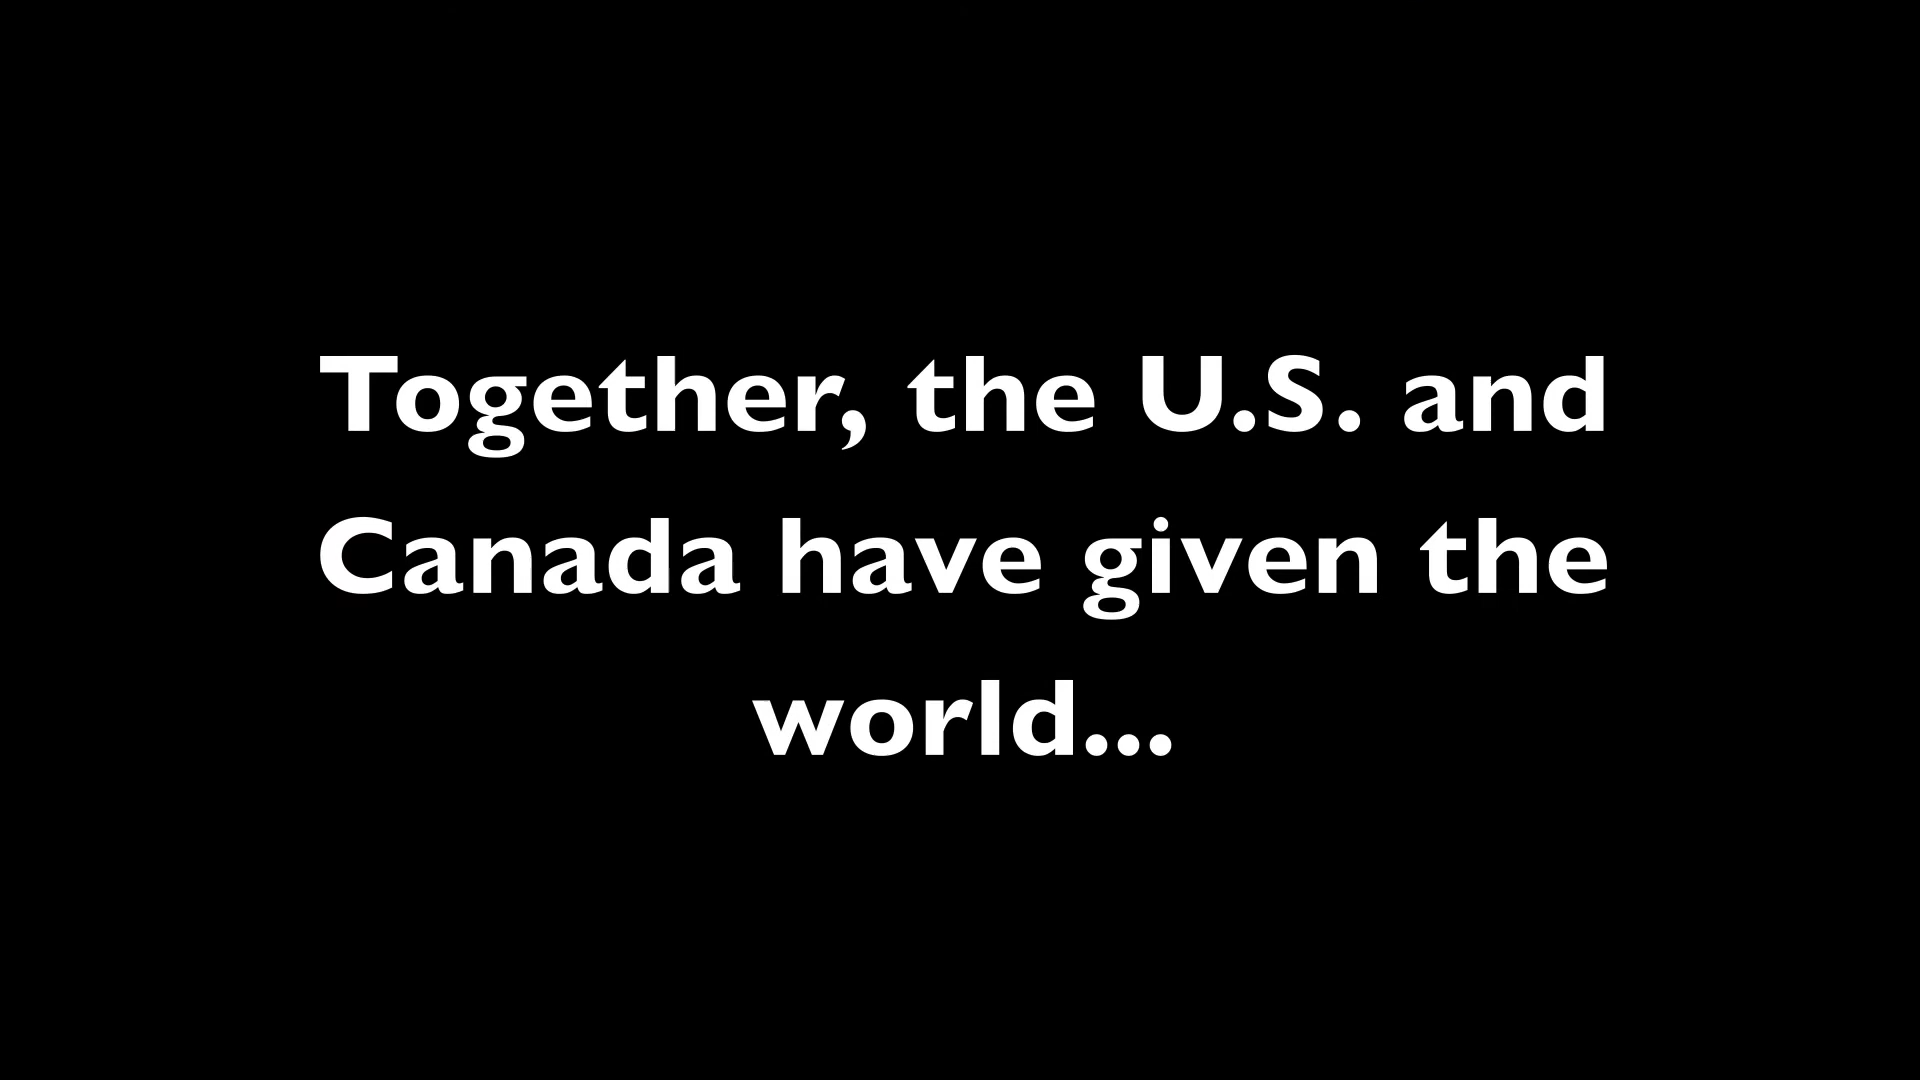 Together, the U.S. and
Canada have given the
world...